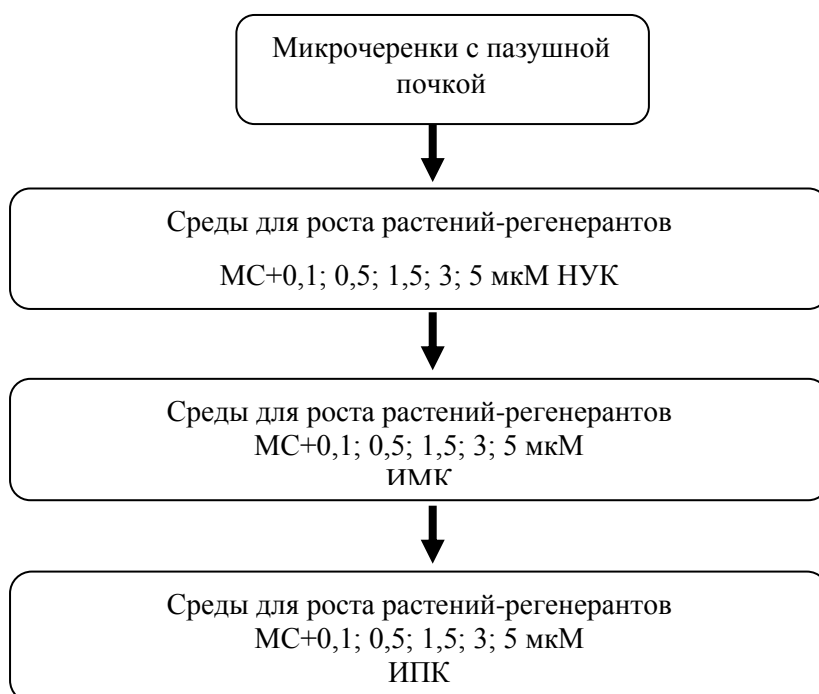 Микрочеренки с пазушной
почкой
Среды для роста растений-регенерантов
МС+0,1; 0,5; 1,5; 3; 5 мкМ НУК
Среды для роста растений-регенерантов
МС+0,1; 0,5; 1,5; 3; 5 мкМ
ИМК
Среды для роста растений-регенерантов
МС+0,1; 0,5; 1,5; 3; 5 мкМ
ИПК